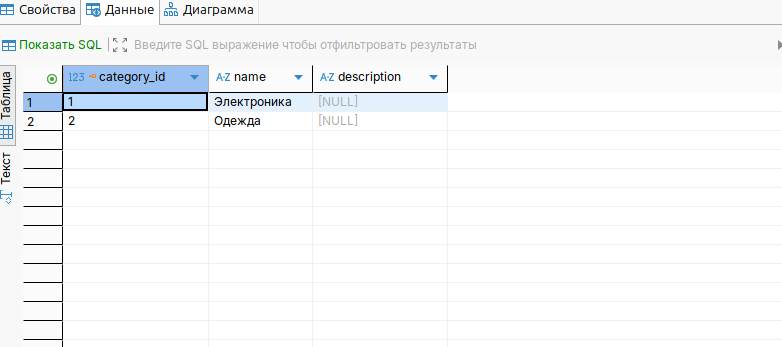 Свойства Данные Диаграмма
Показать SQL Введите SQL выражение чтобы отфильтровать результаты
Таблица
Текст
123 category_id A-Z name A-Z description
1 1 Электроника [NULL]
2 2 Одежда [NULL]